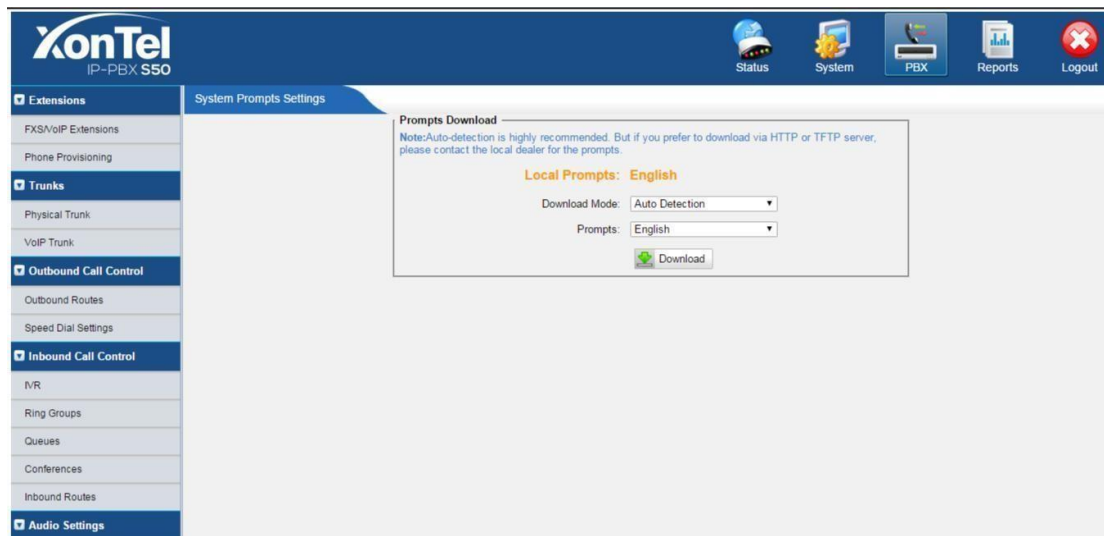 XonTel
IP-PBX S50
Status
System
PBX
Reports
Logout
Extensions
FXS/VoIP Extensions
Phone Provisioning
Trunks
Physical Trunk
VoIP Trunk
Outbound Call Control
Outbound Routes
Speed Dial Settings
Inbound Call Control
IVR
Ring Groups
Queues
Conferences
Inbound Routes
Audio Settings
System Prompts Settings
Prompts Download
Note:Auto-detection is highly recommended. But if you prefer to download via HTTP or TFTP server,
please contact the local dealer for the prompts.
Local Prompts: English
Download Mode: Auto Detection
Prompts: English
Download